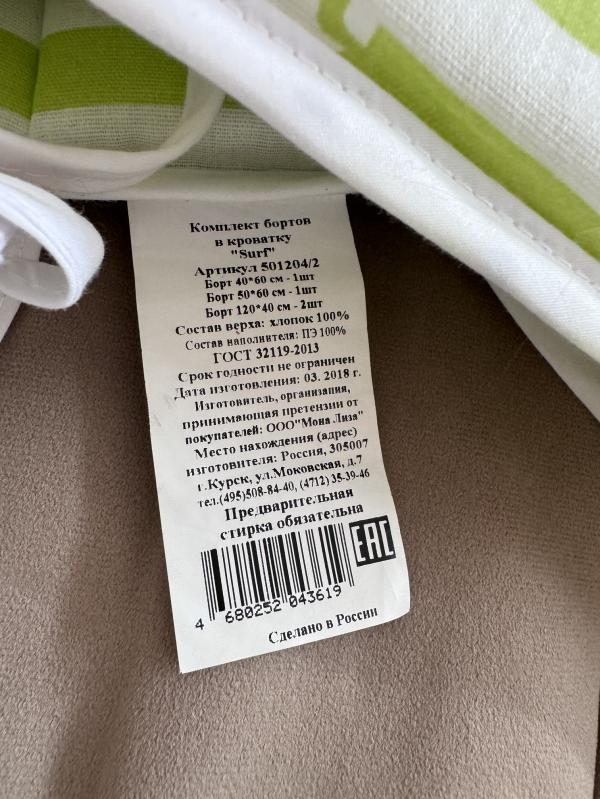 Комплект бортов
в кроватку
"Surf"
Артикул 501204/2
Борт 40*60 см - 1шт
Борт 50*60 см - 1шт
Борт 120*40 см - 2шт
Состав верха: хлопок 100%
Состав наполнителя: ПЭ 100%
ГОСТ 32119-2013
Срок годности не ограничен
Дата изготовления: 03. 2018 г.
Изготовитель, организация,
принимающая претензии от
покупателей: ООО"Мона Лиза"
Место нахождения (адрес)
изготовителя: Россия, 305007
г.Курск, ул.Моковская, д.7
тел.(495)508-84-40, (4712) 35-39-46
Предварительная
стирка обязательна
EAC
4 680252 043619
Сделано в России